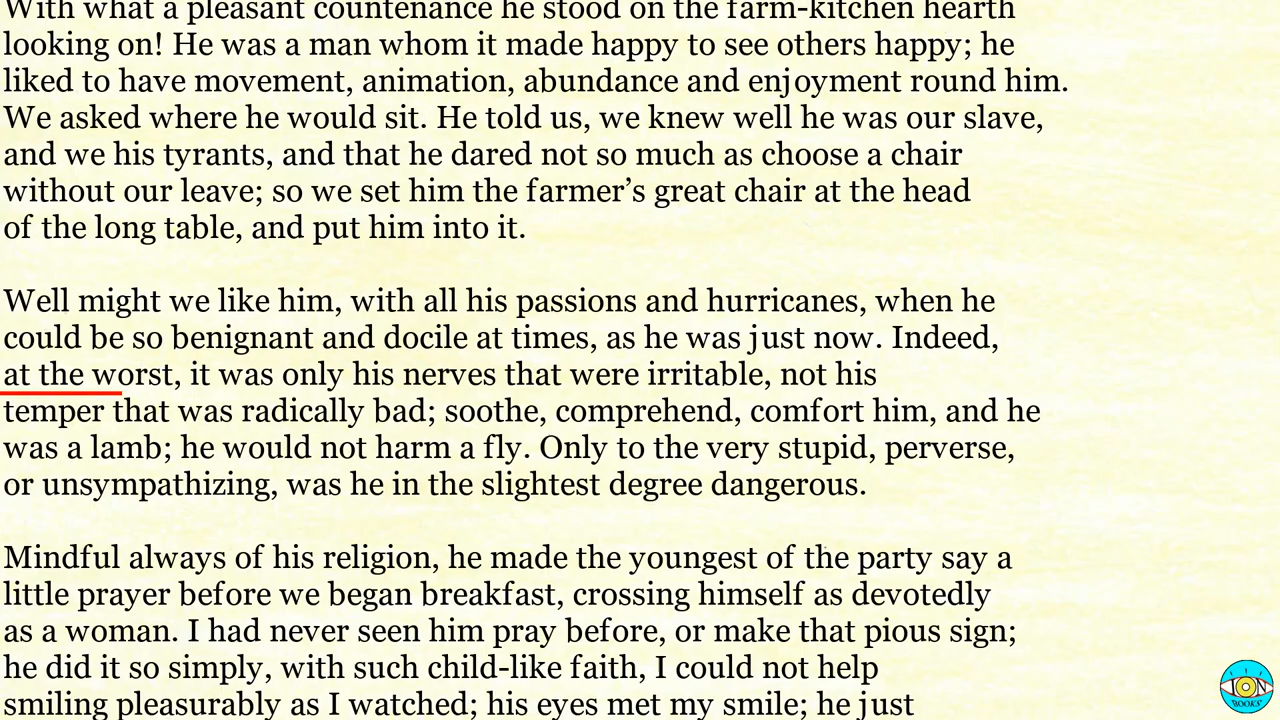 With what a pleasant countenance he stood on the farm-kitchen hearth
looking on! He was a man whom it made happy to see others happy; he
liked to have movement, animation, abundance and enjoyment round him.
We asked where he would sit. He told us, we knew well he was our slave,
and we his tyrants, and that he dared not so much as choose a chair
without our leave; so we set him the farmer’s great chair at the head
of the long table, and put him into it.
Well might we like him, with all his passions and hurricanes, when he
could be so benignant and docile at times, as he was just now. Indeed,
at the worst, it was only his nerves that were irritable, not his
temper that was radically bad; soothe, comprehend, comfort him, and he
was a lamb; he would not harm a fly. Only to the very stupid, perverse,
or unsympathizing, was he in the slightest degree dangerous.
Mindful always of his religion, he made the youngest of the party say a
little prayer before we began breakfast, crossing himself as devotedly
as a woman. I had never seen him pray before, or make that pious sign;
he did it so simply, with such child-like faith, I could not help
smiling pleasurably as I watched; his eyes met my smile; he just
ION
BOOKS